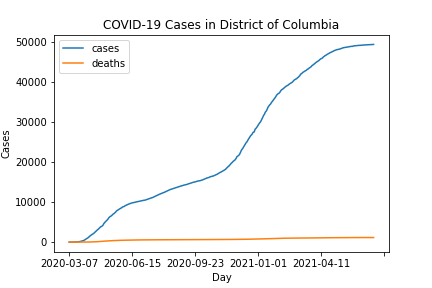 COVID-19 Cases in District of Columbia
cases
deaths
50000
40000
30000
20000
10000
0
Cases
2020-03-07 2020-06-15 2020-09-23 2021-01-01 2021-04-11
Day